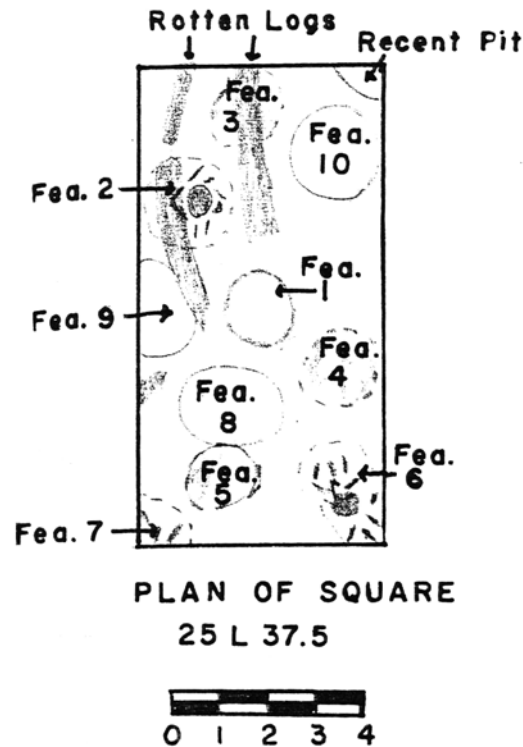 Rotten Logs
Recent Pit
Fea.
3
Fea.
10
Fea. 2
Fea.
1
Fea. 9
Fea.
4
Fea.
8
Fea.
6
Fea.
5
Fea. 7
PLAN OF SQUARE
25 L 37.5
0 1 2 3 4